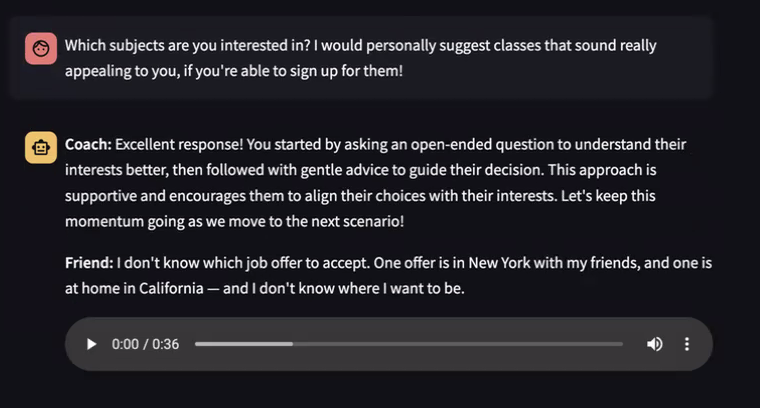 Which subjects are you interested in? I would personally suggest classes that sound really
appealing to you, if you're able to sign up for them!
Coach: Excellent response! You started by asking an open-ended question to understand their
interests better, then followed with gentle advice to guide their decision. This approach is
supportive and encourages them to align their choices with their interests. Let's keep this
momentum going as we move to the next scenario!
Friend: I don't know which job offer to accept. One offer is in New York with my friends, and one is
at home in California — and I don't know where I want to be.
0:00 / 0:36